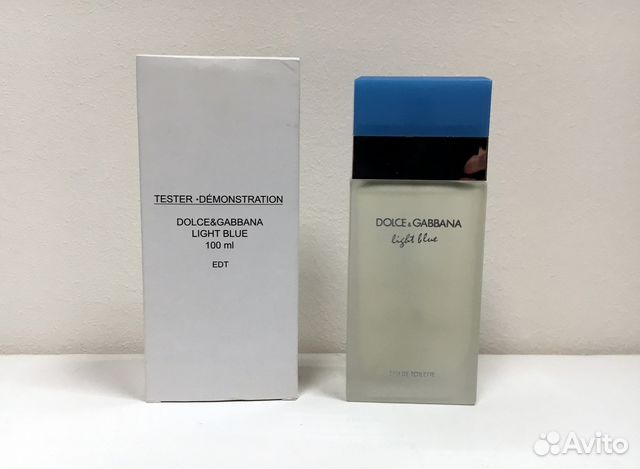 TESTER •DÉMONSTRATION
DOLCE&GABBANA
LIGHT BLUE
100 ml
EDT
DOLCE&GABBANA
light blue
EAU DE TOILETTE
Avito